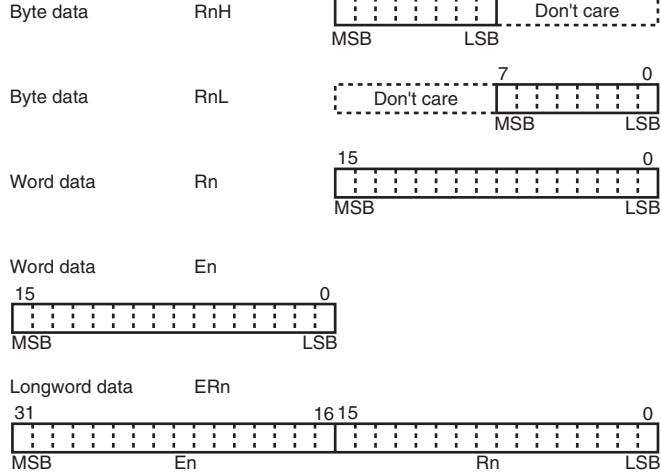 Byte data RnH Don't care
MSB LSB
7 0
Byte data RnL Don't care
MSB LSB
15 0
Word data Rn
MSB LSB
Word data En
15 0
MSB LSB
Longword data ERn
31 16 15 0
MSB En Rn LSB